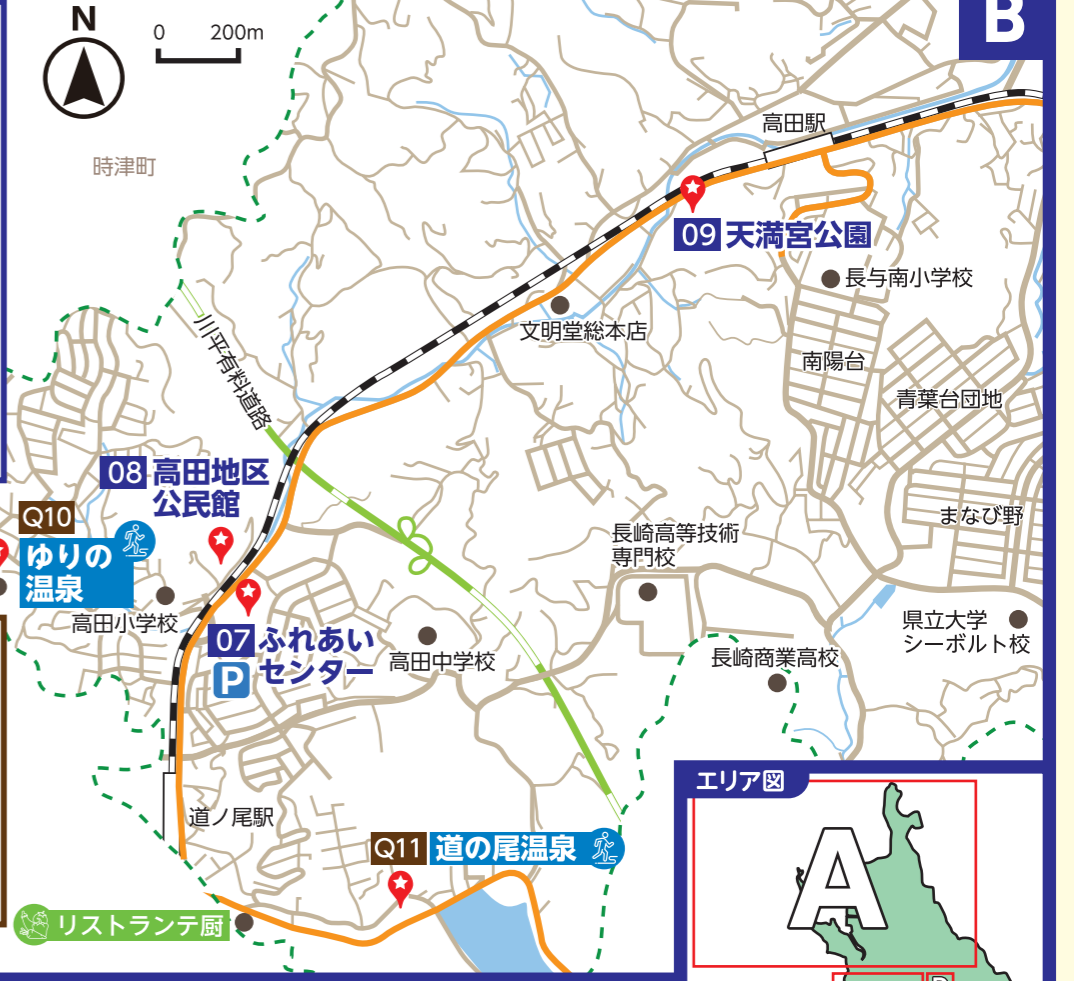 N
0 200m
B
時津町
高田駅
09 天満宮公園
長与南小学校
文明堂総本店
南陽台
川平有料道路
青葉台団地
08 高田地区
公民館
Q10
ゆりの
温泉
まなび野
長崎高等技術
専門校
高田小学校
07 ふれあい
P センター
高田中学校
県立大学
シーボルト校
長崎商業高校
エリア図
A
道ノ尾駅
Q11 道の尾温泉
リストランテ厨